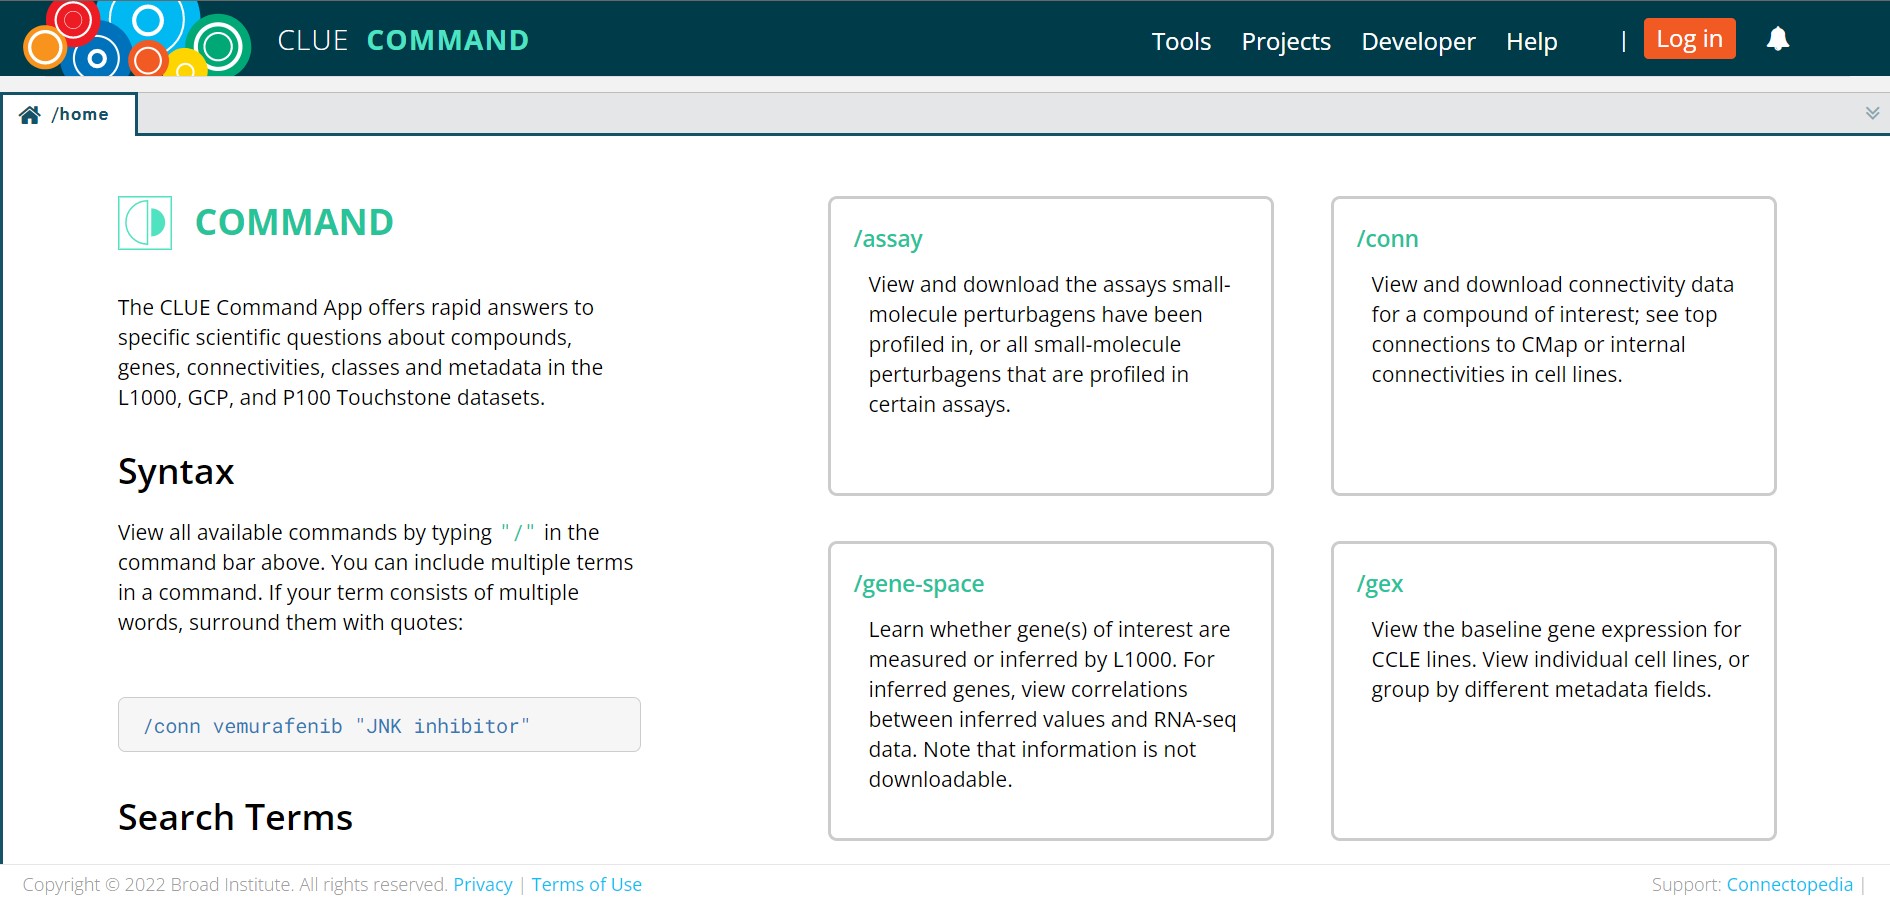 CLUE COMMAND
Tools Projects Developer Help | Log in
/home
COMMAND
The CLUE Command App offers rapid answers to
specific scientific questions about compounds,
genes, connectivities, classes and metadata in the
L1000, GCP, and P100 Touchstone datasets.
Syntax
View all available commands by typing "/" in the
command bar above. You can include multiple terms
in a command. If your term consists of multiple
words, surround them with quotes:
/conn vemurafenib "JNK inhibitor"
Search Terms
/assay
View and download the assays small-
molecule perturbagens have been
profiled in, or all small-molecule
perturbagens that are profiled in
certain assays.
/conn
View and download connectivity data
for a compound of interest; see top
connections to CMap or internal
connectivities in cell lines.
/gene-space
Learn whether gene(s) of interest are
measured or inferred by L1000. For
inferred genes, view correlations
between inferred values and RNA-seq
data. Note that information is not
downloadable.
/gex
View the baseline gene expression for
CCLE lines. View individual cell lines, or
group by different metadata fields.
Copyright © 2022 Broad Institute. All rights reserved. Privacy | Terms of Use
Support: Connectopedia |